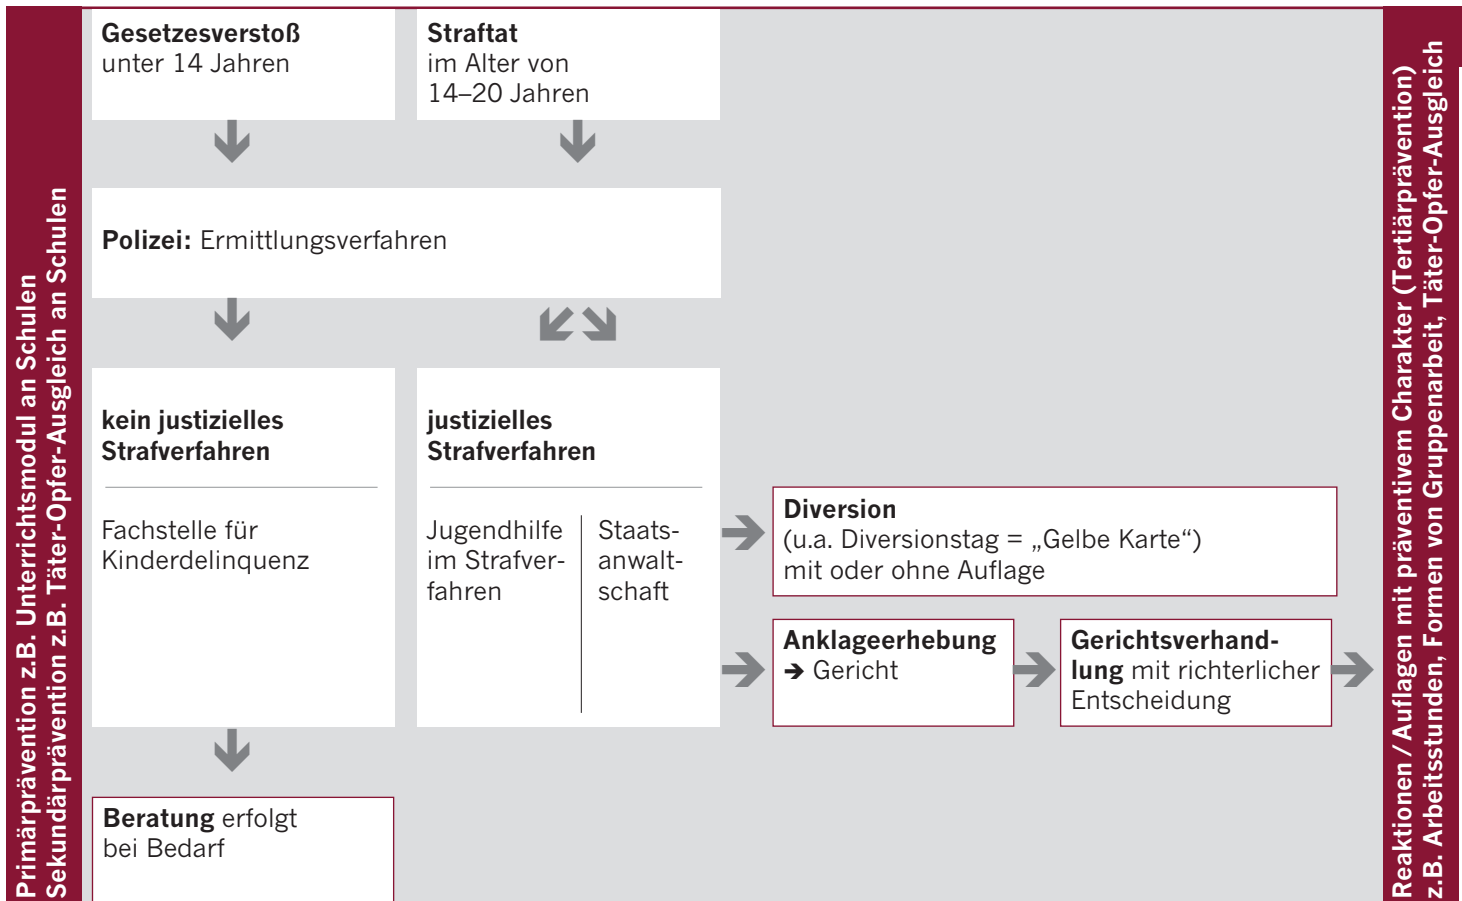 Primärprävention z.B. Unterrichtsmodul an Schulen
Sekundärprävention z.B. Täter-Opfer-Ausgleich an Schulen
Gesetzesverstoß
unter 14 Jahren
Straftat
im Alter von
14–20 Jahren
Polizei: Ermittlungsverfahren
kein justizielles
Strafverfahren
Fachstelle für
Kinderdelinquenz
justizielles
Strafverfahren
Jugendhilfe
im Strafver-
fahren
Staats-
anwalt-
schaft
Diversion
(u.a. Diversionstag = „Gelbe Karte“)
mit oder ohne Auflage
Anklageerhebung
➔ Gericht
Gerichtsverhand-
lung mit richterlicher
Entscheidung
Beratung erfolgt
bei Bedarf
Reaktionen / Auflagen mit präventivem Charakter (Tertiärprävention)
z.B. Arbeitsstunden, Formen von Gruppenarbeit, Täter-Opfer-Ausgleich